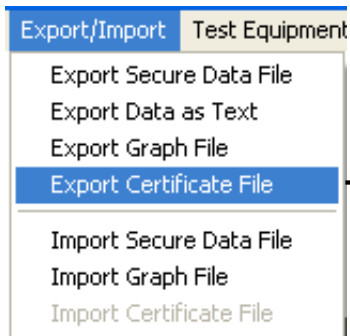 Export/Import Test Equipment
Export Secure Data File
Export Data as Text
Export Graph File
Export Certificate File
Import Secure Data File
Import Graph File
Import Certificate File